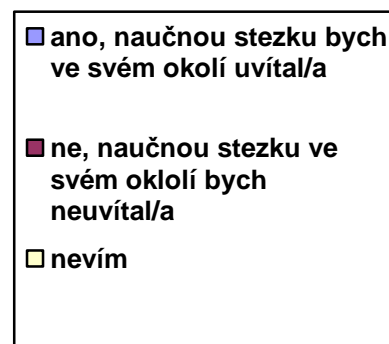 ano, naučnou stezku bych
ve svém okolí uvítal/a
ne, naučnou stezku ve
svém oklolí bych
neuvítal/a
nevím